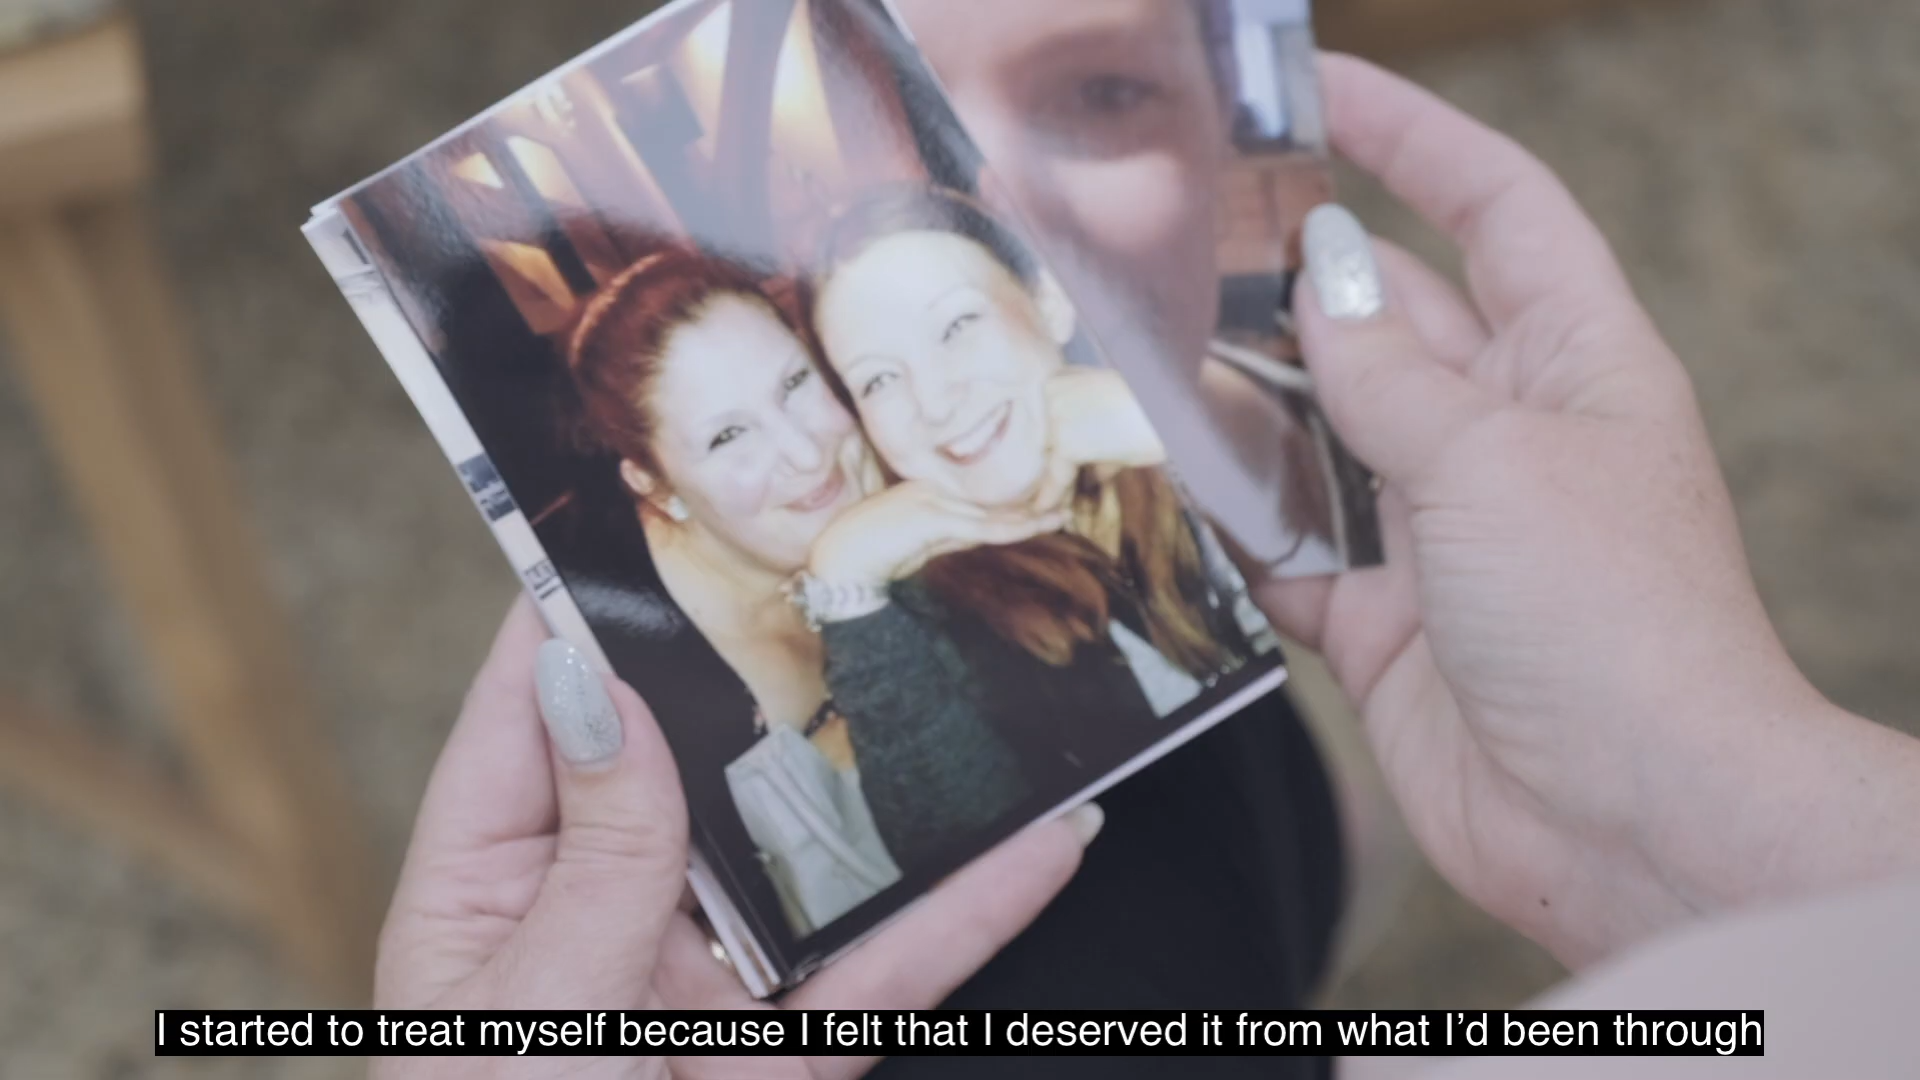 I started to treat myself because I felt that I deserved it from what I’d been through